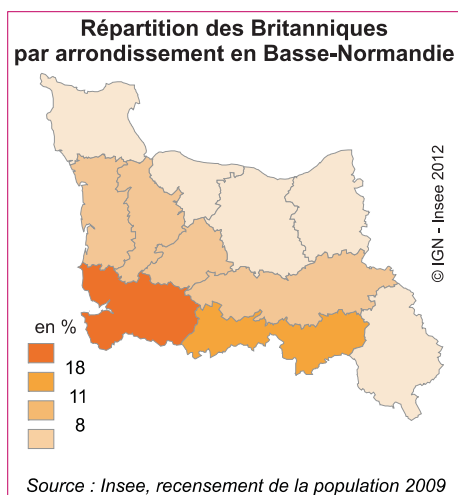 Répartition des Britanniques
par arrondissement en Basse-Normandie
© IGN - Insee 2012
en %
18
11
8
Source : Insee, recensement de la population 2009